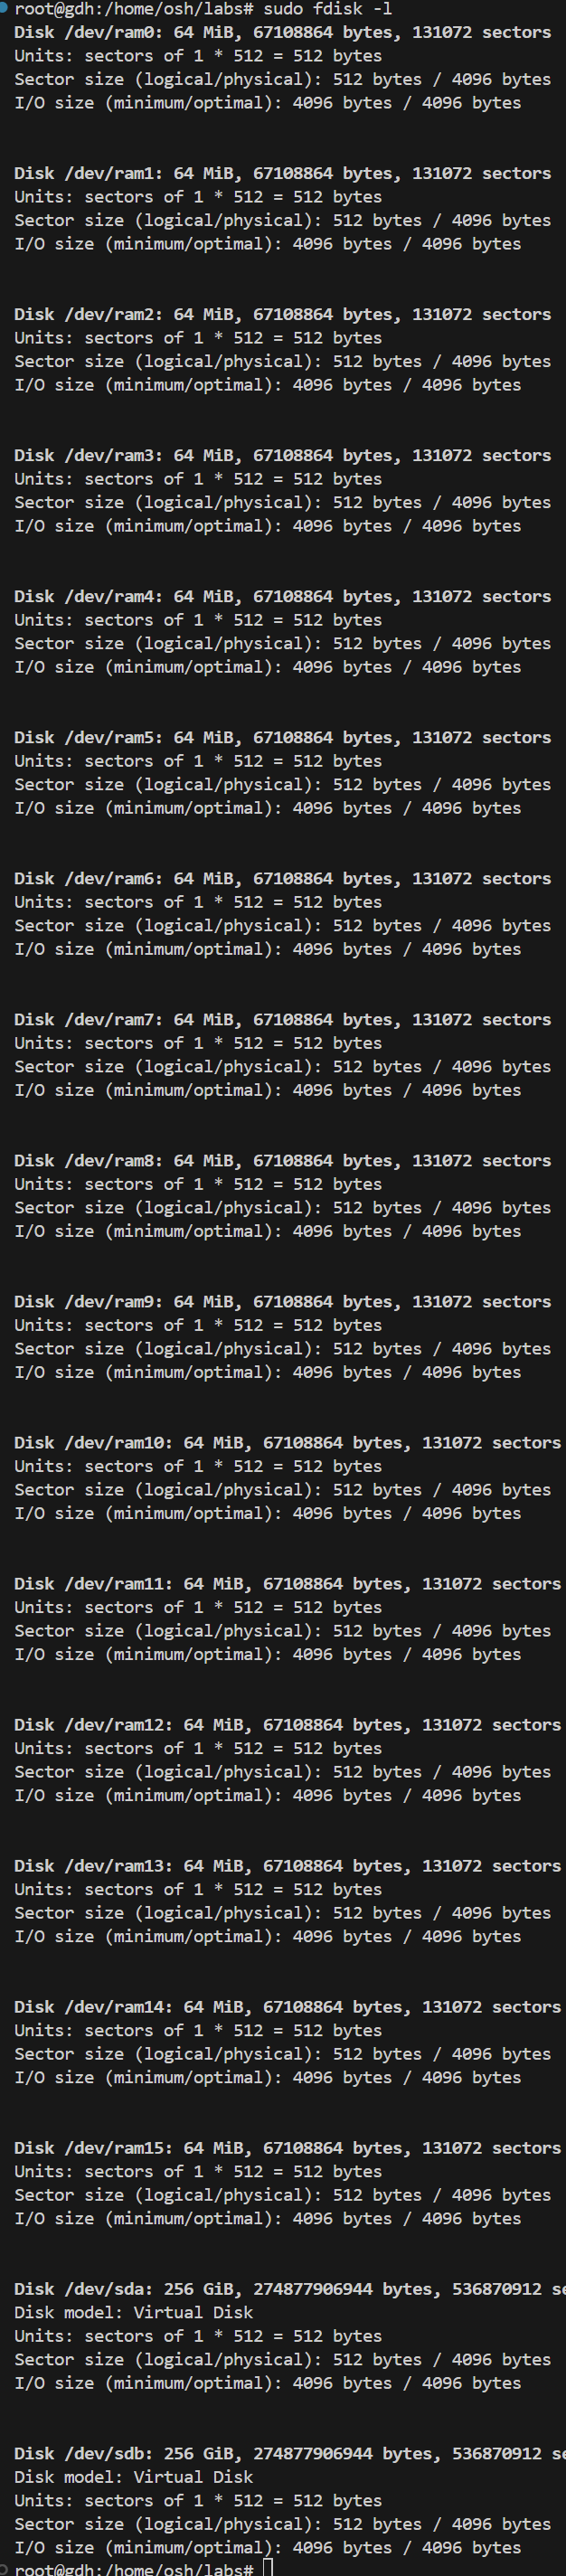 root@gdh:/home/osh/labs# sudo fdisk -l
Disk /dev/ram0: 64 MiB, 67108864 bytes, 131072 sectors
Units: sectors of 1 * 512 = 512 bytes
Sector size (logical/physical): 512 bytes / 4096 bytes
I/O size (minimum/optimal): 4096 bytes / 4096 bytes
Disk /dev/ram1: 64 MiB, 67108864 bytes, 131072 sectors
Units: sectors of 1 * 512 = 512 bytes
Sector size (logical/physical): 512 bytes / 4096 bytes
I/O size (minimum/optimal): 4096 bytes / 4096 bytes
Disk /dev/ram2: 64 MiB, 67108864 bytes, 131072 sectors
Units: sectors of 1 * 512 = 512 bytes
Sector size (logical/physical): 512 bytes / 4096 bytes
I/O size (minimum/optimal): 4096 bytes / 4096 bytes
Disk /dev/ram3: 64 MiB, 67108864 bytes, 131072 sectors
Units: sectors of 1 * 512 = 512 bytes
Sector size (logical/physical): 512 bytes / 4096 bytes
I/O size (minimum/optimal): 4096 bytes / 4096 bytes
Disk /dev/ram4: 64 MiB, 67108864 bytes, 131072 sectors
Units: sectors of 1 * 512 = 512 bytes
Sector size (logical/physical): 512 bytes / 4096 bytes
I/O size (minimum/optimal): 4096 bytes / 4096 bytes
Disk /dev/ram5: 64 MiB, 67108864 bytes, 131072 sectors
Units: sectors of 1 * 512 = 512 bytes
Sector size (logical/physical): 512 bytes / 4096 bytes
I/O size (minimum/optimal): 4096 bytes / 4096 bytes
Disk /dev/ram6: 64 MiB, 67108864 bytes, 131072 sectors
Units: sectors of 1 * 512 = 512 bytes
Sector size (logical/physical): 512 bytes / 4096 bytes
I/O size (minimum/optimal): 4096 bytes / 4096 bytes
Disk /dev/ram7: 64 MiB, 67108864 bytes, 131072 sectors
Units: sectors of 1 * 512 = 512 bytes
Sector size (logical/physical): 512 bytes / 4096 bytes
I/O size (minimum/optimal): 4096 bytes / 4096 bytes
Disk /dev/ram8: 64 MiB, 67108864 bytes, 131072 sectors
Units: sectors of 1 * 512 = 512 bytes
Sector size (logical/physical): 512 bytes / 4096 bytes
I/O size (minimum/optimal): 4096 bytes / 4096 bytes
Disk /dev/ram9: 64 MiB, 67108864 bytes, 131072 sectors
Units: sectors of 1 * 512 = 512 bytes
Sector size (logical/physical): 512 bytes / 4096 bytes
I/O size (minimum/optimal): 4096 bytes / 4096 bytes
Disk /dev/ram10: 64 MiB, 67108864 bytes, 131072 sectors
Units: sectors of 1 * 512 = 512 bytes
Sector size (logical/physical): 512 bytes / 4096 bytes
I/O size (minimum/optimal): 4096 bytes / 4096 bytes
Disk /dev/ram11: 64 MiB, 67108864 bytes, 131072 sectors
Units: sectors of 1 * 512 = 512 bytes
Sector size (logical/physical): 512 bytes / 4096 bytes
I/O size (minimum/optimal): 4096 bytes / 4096 bytes
Disk /dev/ram12: 64 MiB, 67108864 bytes, 131072 sectors
Units: sectors of 1 * 512 = 512 bytes
Sector size (logical/physical): 512 bytes / 4096 bytes
I/O size (minimum/optimal): 4096 bytes / 4096 bytes
Disk /dev/ram13: 64 MiB, 67108864 bytes, 131072 sectors
Units: sectors of 1 * 512 = 512 bytes
Sector size (logical/physical): 512 bytes / 4096 bytes
I/O size (minimum/optimal): 4096 bytes / 4096 bytes
Disk /dev/ram14: 64 MiB, 67108864 bytes, 131072 sectors
Units: sectors of 1 * 512 = 512 bytes
Sector size (logical/physical): 512 bytes / 4096 bytes
I/O size (minimum/optimal): 4096 bytes / 4096 bytes
Disk /dev/ram15: 64 MiB, 67108864 bytes, 131072 sectors
Units: sectors of 1 * 512 = 512 bytes
Sector size (logical/physical): 512 bytes / 4096 bytes
I/O size (minimum/optimal): 4096 bytes / 4096 bytes
Disk /dev/sda: 256 GiB, 274877906944 bytes, 536870912 se
Disk model: Virtual Disk
Units: sectors of 1 * 512 = 512 bytes
Sector size (logical/physical): 512 bytes / 4096 bytes
I/O size (minimum/optimal): 4096 bytes / 4096 bytes
Disk /dev/sdb: 256 GiB, 274877906944 bytes, 536870912 se
Disk model: Virtual Disk
Units: sectors of 1 * 512 = 512 bytes
Sector size (logical/physical): 512 bytes / 4096 bytes
I/O size (minimum/optimal): 4096 bytes / 4096 bytes
root@gdh:/home/osh/labs#